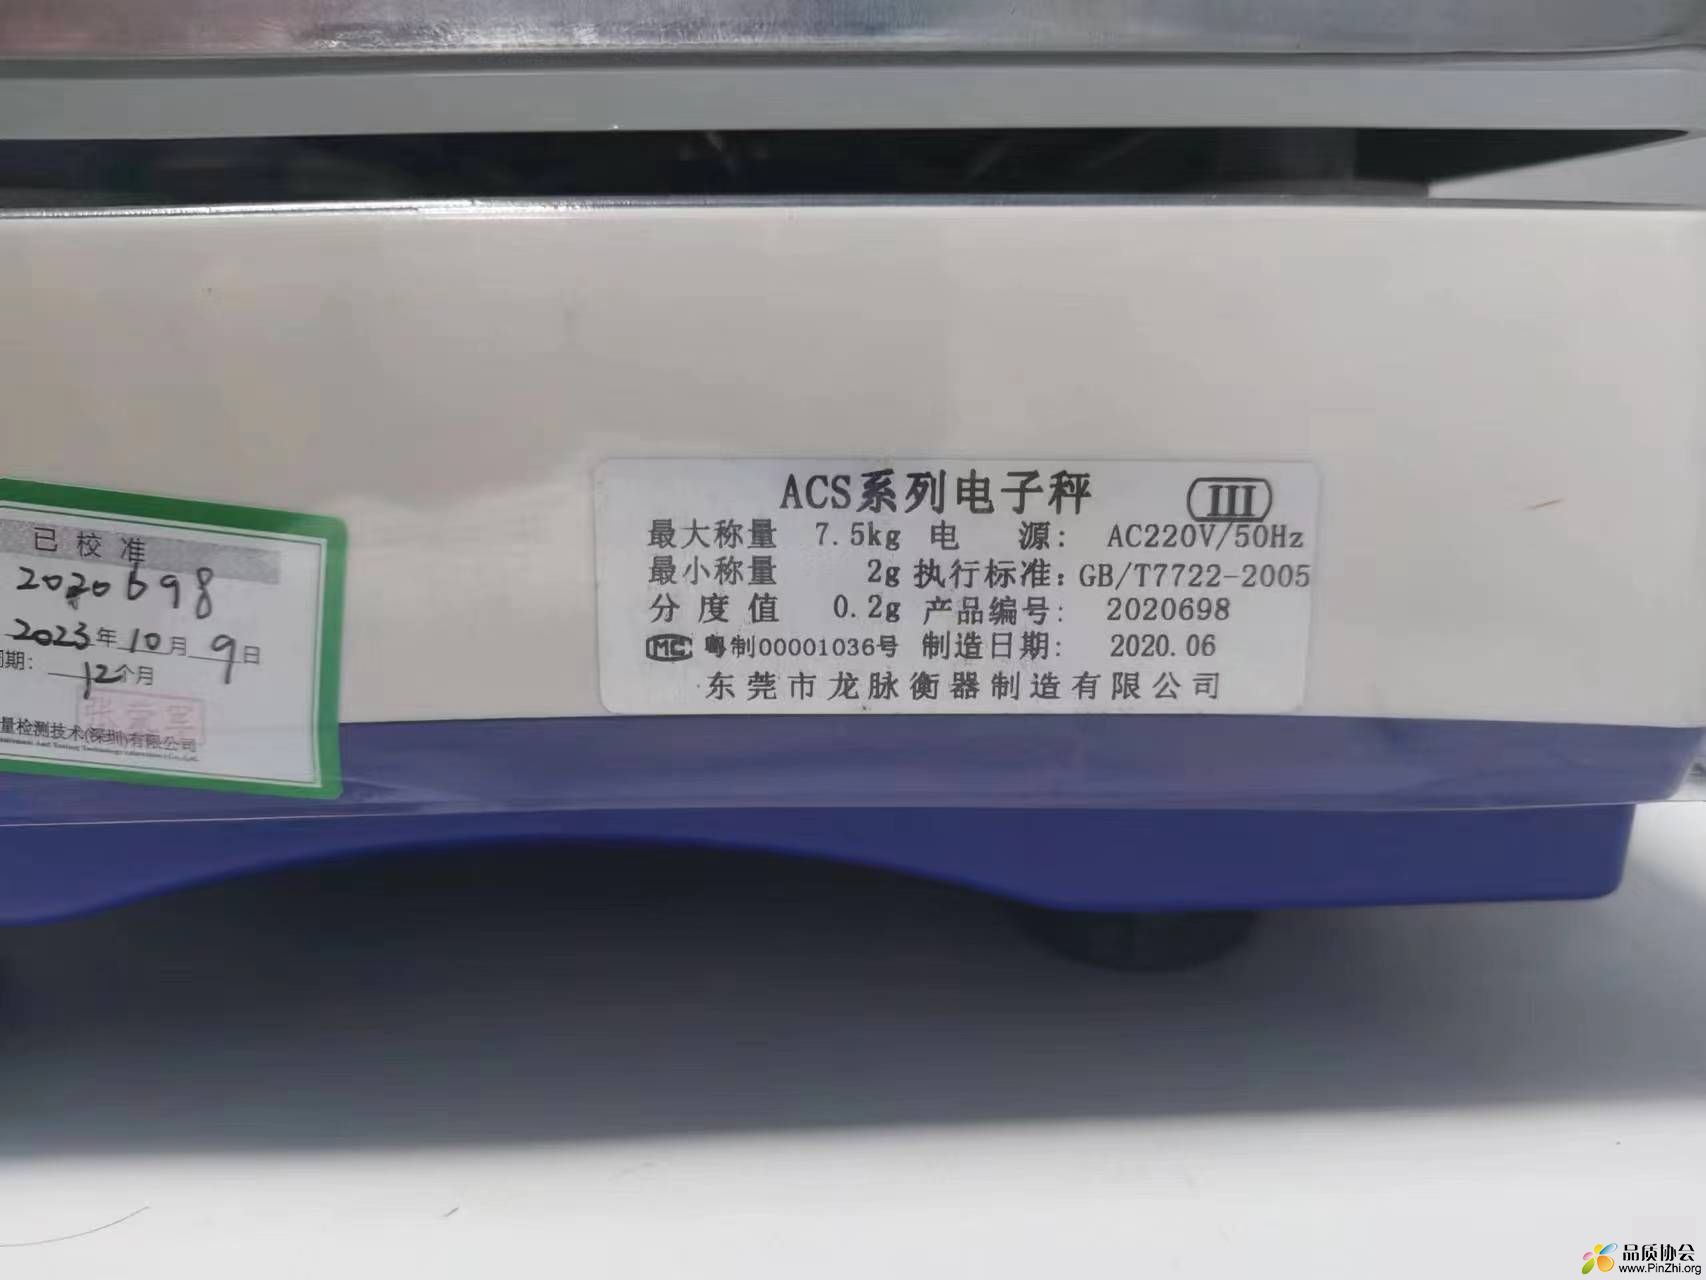 ACS系列电子秤 III
最大称量 7.5kg 电 源: AC220V/50Hz
最小称量 2g 执行标准: GB/T7722-2005
分度值 0.2g 产品编号: 2020698
MC 粤制00001036号 制造日期: 2020.06
东莞市龙脉衡器制造有限公司
已校准
2020698
2023年10月9日
期: 12个月
量检测技术(深圳)有限公司
品质协会
www.PinZhi.org